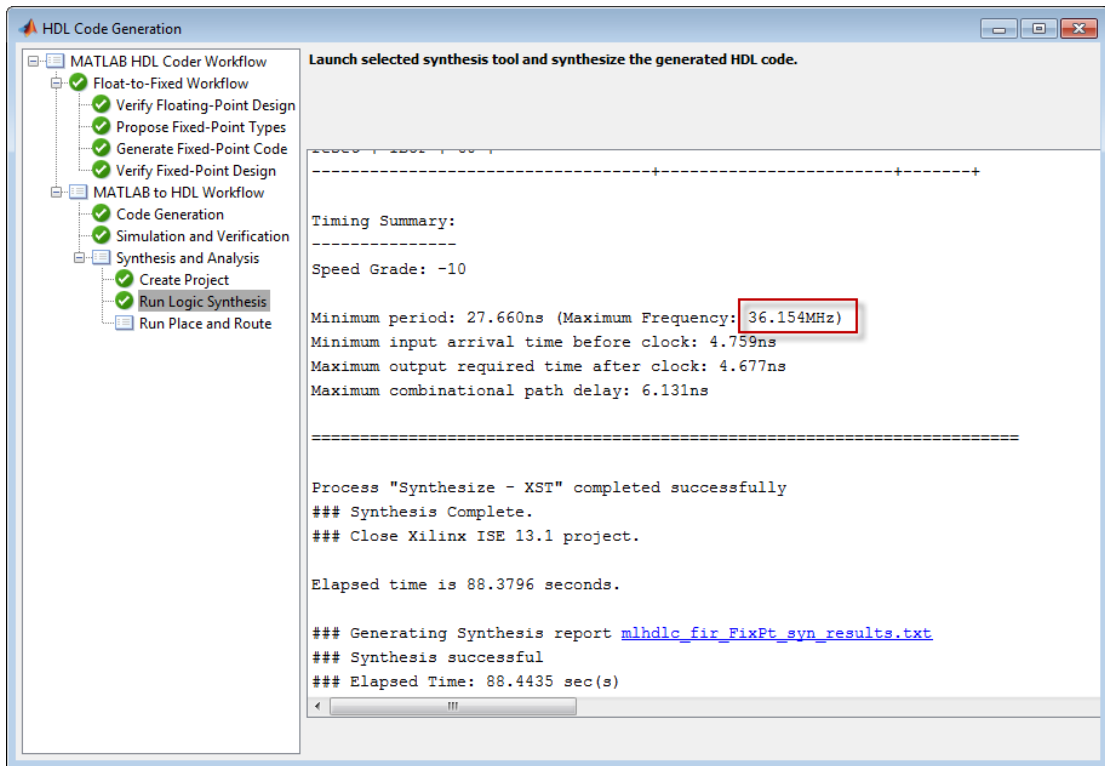 HDL Code Generation
MATLAB HDL Coder Workflow
Float-to-Fixed Workflow
Verify Floating-Point Design
Propose Fixed-Point Types
Generate Fixed-Point Code
Verify Fixed-Point Design
MATLAB to HDL Workflow
Code Generation
Simulation and Verification
Synthesis and Analysis
Create Project
Run Logic Synthesis
Run Place and Route
Launch selected synthesis tool and synthesize the generated HDL code.
-----------------------------------+------------------------+-------+
Timing Summary:
---------------
Speed Grade: -10
Minimum period: 27.660ns (Maximum Frequency: 36.154MHz)
Minimum input arrival time before clock: 4.759ns
Maximum output required time after clock: 4.677ns
Maximum combinational path delay: 6.131ns
=========================================================================
Process "Synthesize - XST" completed successfully
### Synthesis Complete.
### Close Xilinx ISE 13.1 project.
Elapsed time is 88.3796 seconds.
### Generating Synthesis report mlhdlc_fir_FixPt_syn_results.txt
### Synthesis successful
### Elapsed Time: 88.4435 sec(s)